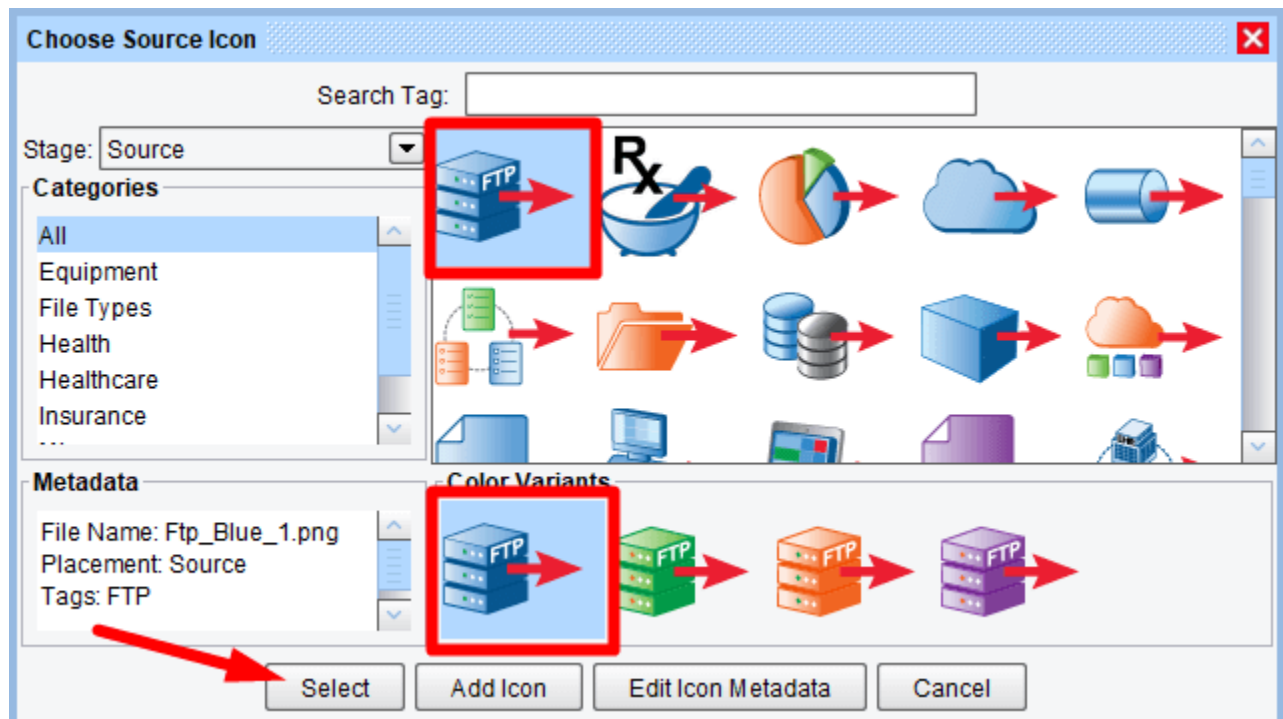 Choose Source Icon
Search Tag:
Stage: Source
Categories
All
Equipment
File Types
Health
Healthcare
Insurance
FTP
Rx
Metadata
File Name: Ftp_Blue_1.png
Placement: Source
Tags: FTP
Color Variants
FTP FTP FTP FTP
Select Add Icon Edit Icon Metadata Cancel